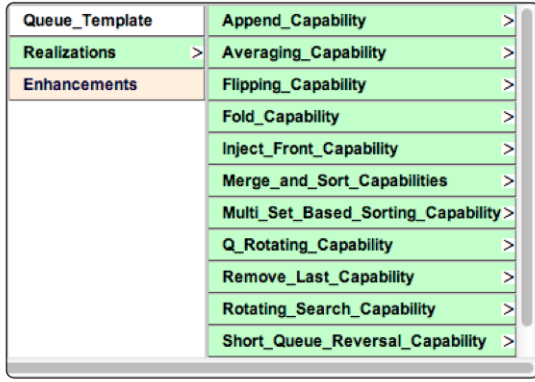 Queue_Template
Realizations >
Enhancements
Append_Capability >
Averaging_Capability >
Flipping_Capability >
Fold_Capability >
Inject_Front_Capability >
Merge_and_Sort_Capabilities
Multi_Set_Based_Sorting_Capability >
Q_Rotating_Capability >
Remove_Last_Capability >
Rotating_Search_Capability >
Short_Queue_Reversal_Capability >